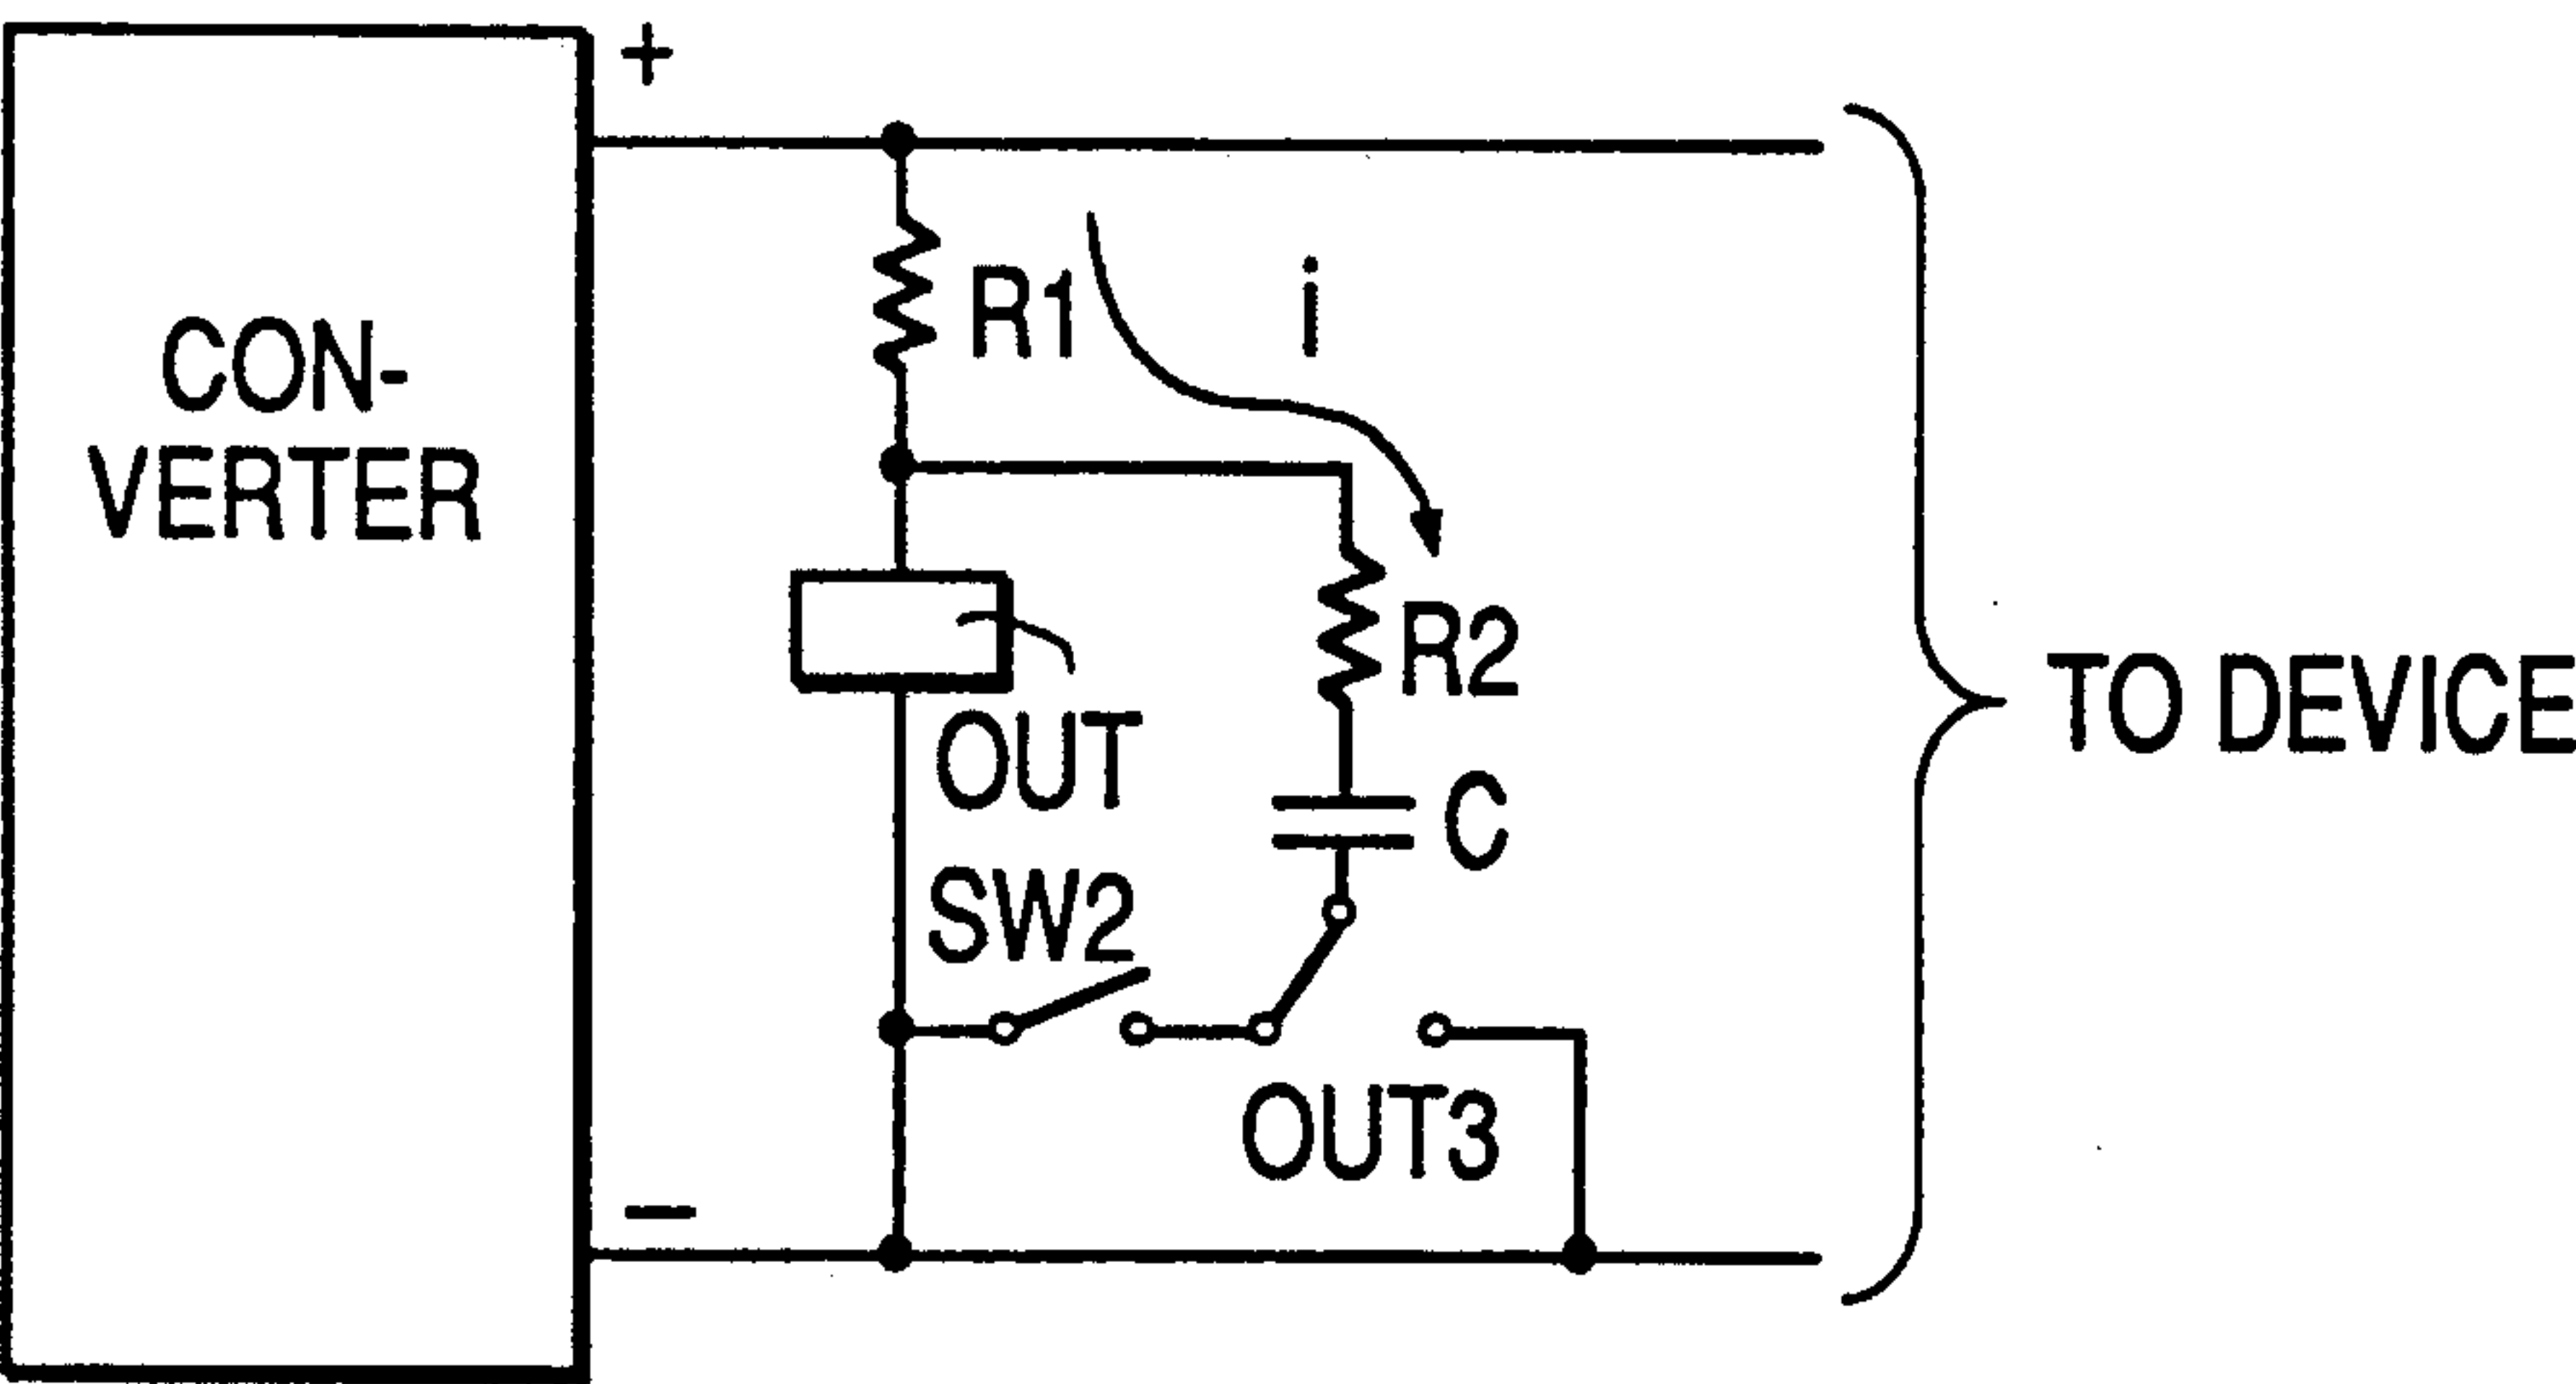 +
CON-
VERTER
R1
i
R2
TO DEVICE
OUT
C
SW2
OUT3
−